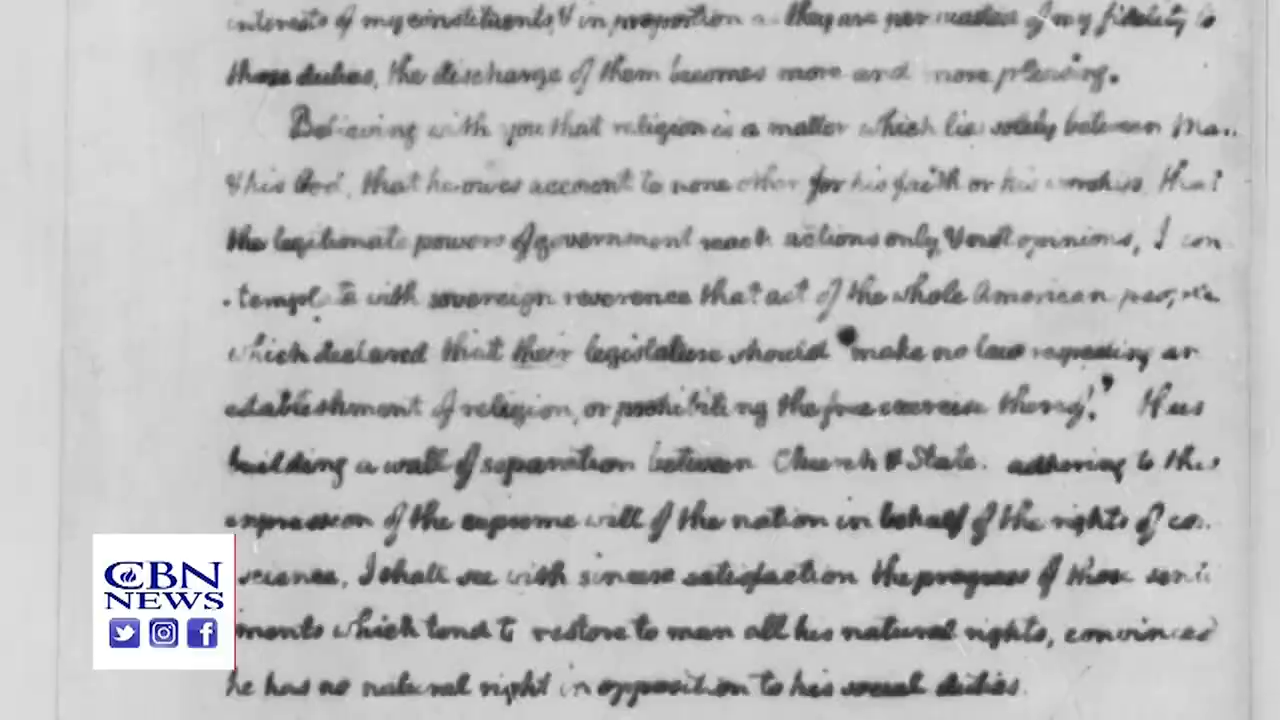 interests of my constituents, & in proportion as they are persuaded of my fidelity to
those duties, the discharge of them becomes more and more pleasing.
Believing with you that religion is a matter which lies solely between Man
& his God, that he owes account to none other for his faith or his worship, that
the legitimate powers of government reach actions only, & not opinions, I con
-templ te with sovereign reverence that act of the whole American people
which declared that their legislature should "make no law respecting an
establishment of religion, or prohibiting the free exercise thereof," thus
building a wall of separation between Church & State. adhering to this
expression of the supreme will of the nation in behalf of the rights of con
science, I shall see with sincere satisfaction the progress of those senti
ments which tend to restore to man all his natural rights, convinced
he has no natural right in opposition to his social duties.
CBN
NEWS